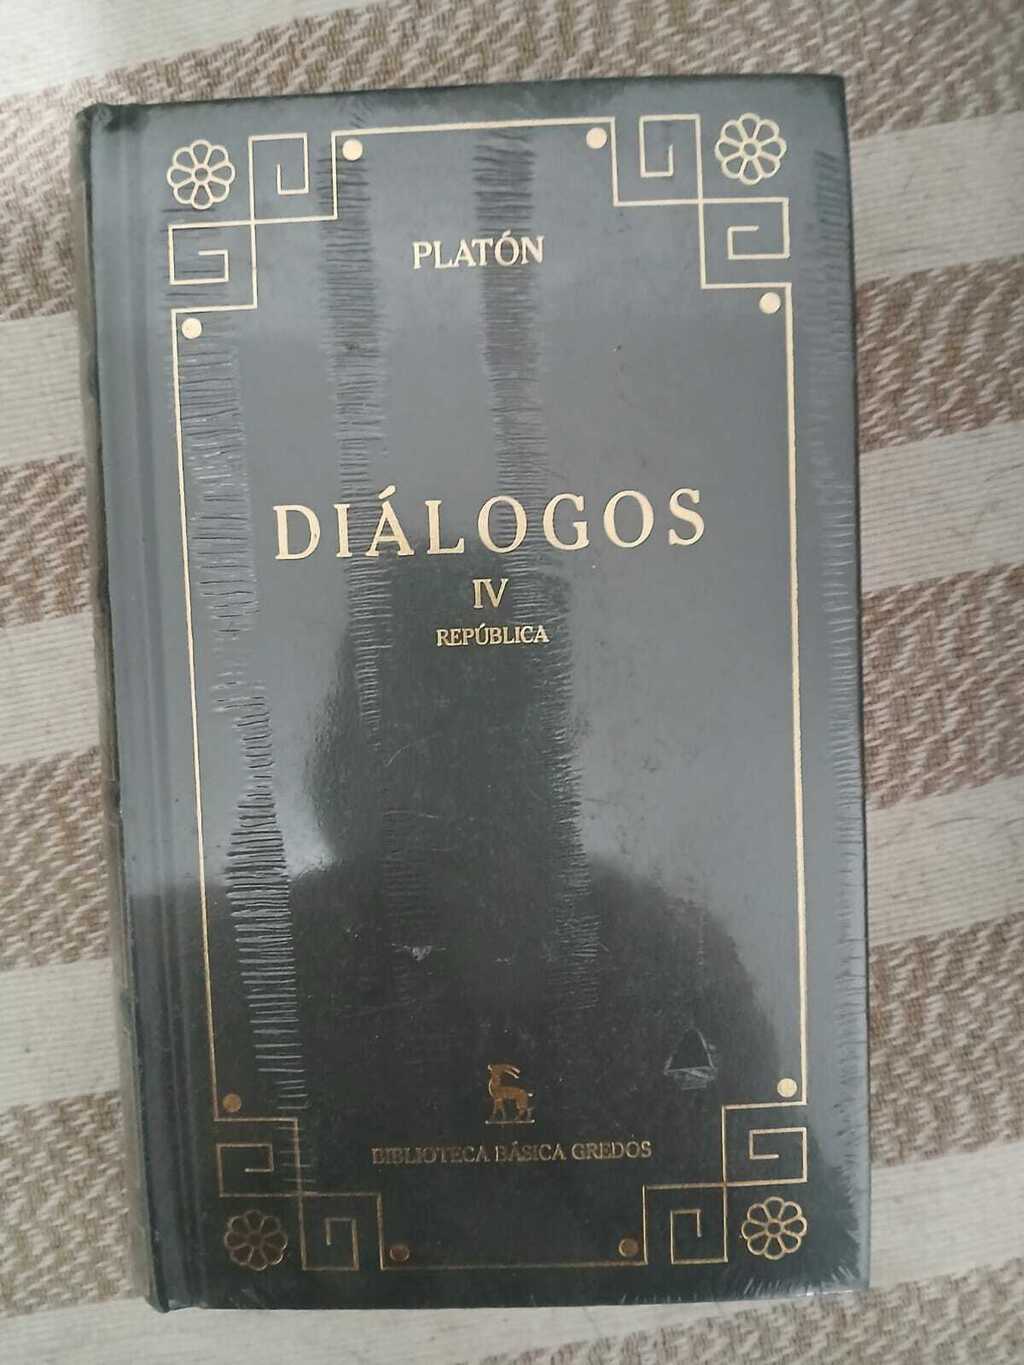 PLATÓN
DIÁLOGOS
IV
REPÚBLICA
BIBLIOTECA BÁSICA GREDOS